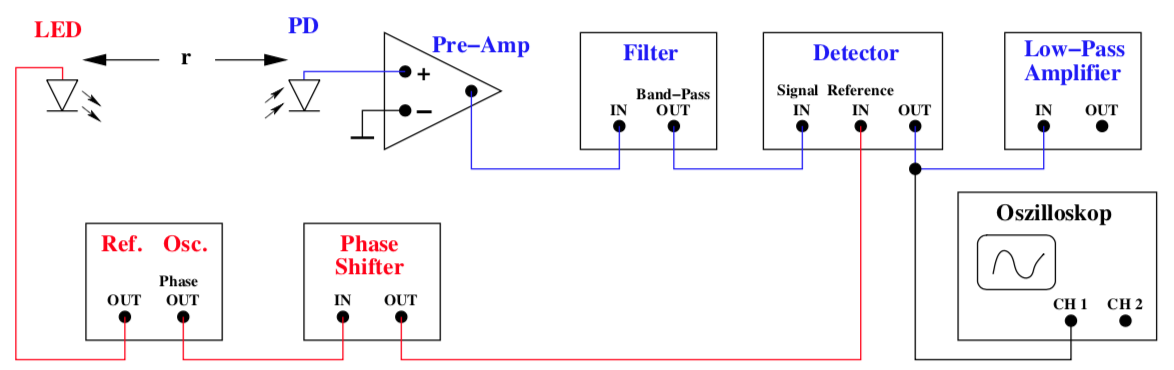 LED
r
PD
Pre−Amp
+
−
Filter
Band−Pass
IN OUT
Detector
Signal Reference
IN IN OUT
Low−Pass
Amplifier
IN OUT
Ref. Osc.
Phase
OUT OUT
Phase
Shifter
IN OUT
Oszilloskop
CH 1 CH 2